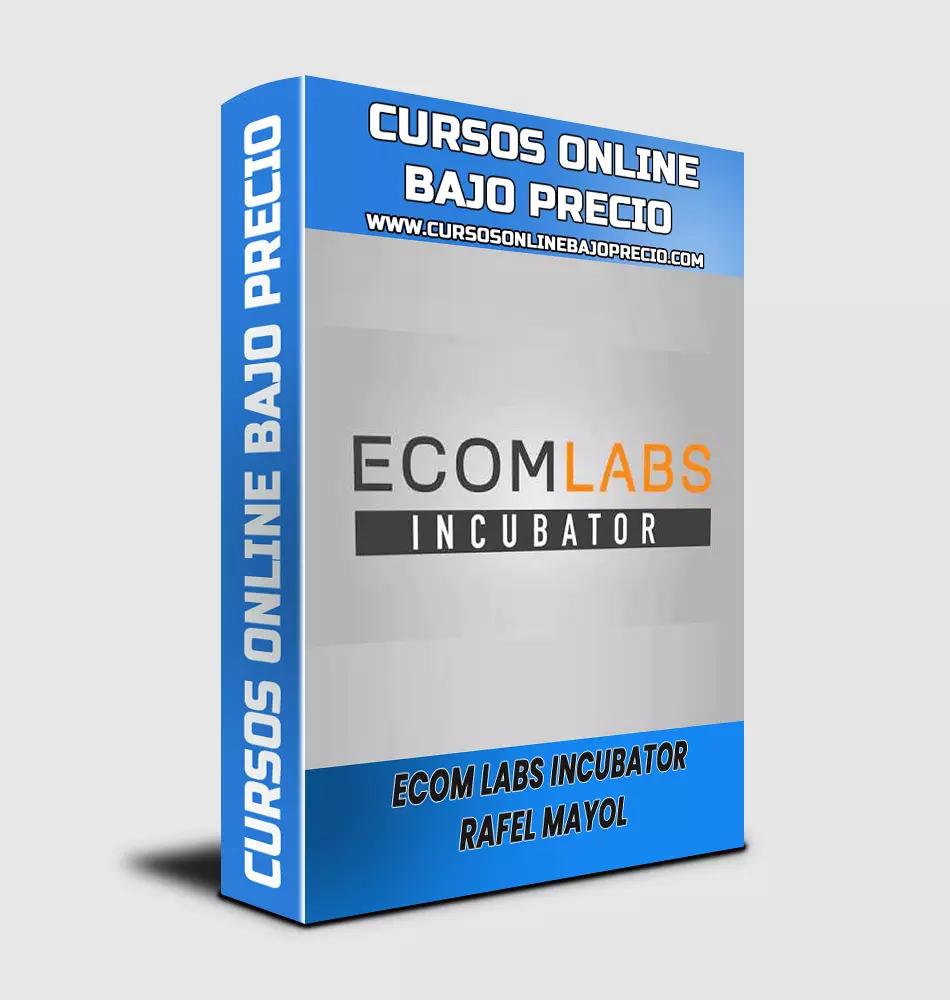 CURSOS ONLINE BAJO PRECIO
CURSOS ONLINE
BAJO PRECIO
WWW.CURSOSONLINEBAJOPRECIO.COM
ECOMLABS
INCUBATOR
ECOM LABS INCUBATOR
RAFEL MAYOL